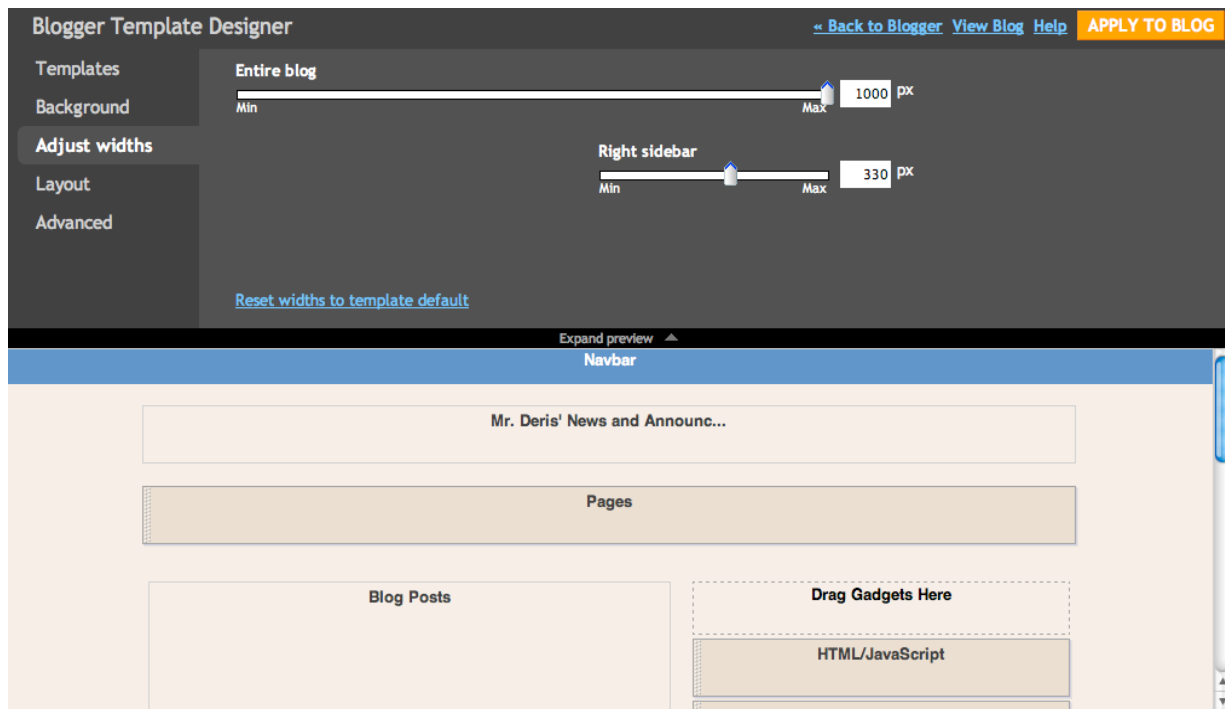 Blogger Template Designer
« Back to Blogger View Blog Help APPLY TO BLOG
Templates
Background
Adjust widths
Layout
Advanced
Entire blog
Min
Max
1000 px
Right sidebar
Min
Max
330 px
Reset widths to template default
Expand preview
Navbar
Mr. Deris' News and Announc...
Pages
Blog Posts
Drag Gadgets Here
HTML/JavaScript